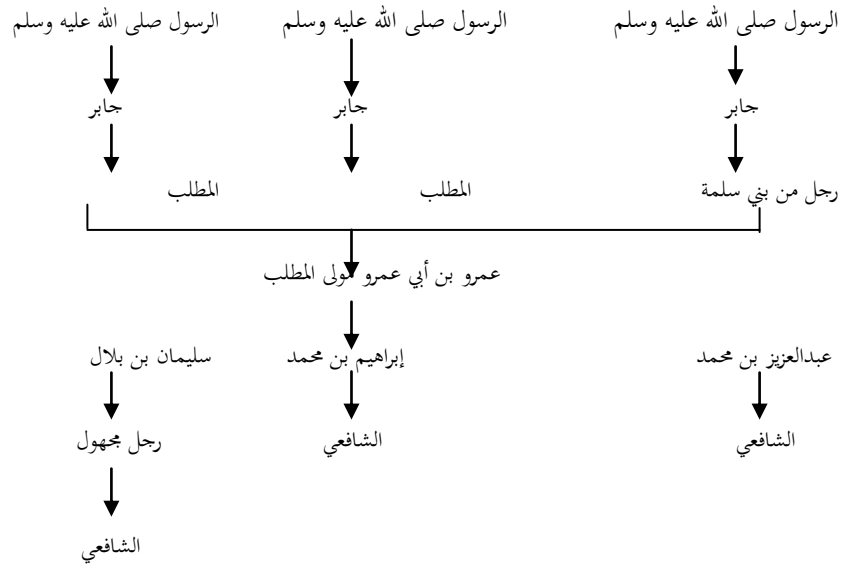 الرسول صلى الله عليه وسلم الرسول صلى الله عليه وسلم الرسول صلى الله عليه وسلم
جابر جابر جابر
رجل من بني سلمة المطلب المطلب
عمرو بن أبي عمرو مولى المطلب
عبدالعزيز بن محمد إبراهيم بن محمد سليمان بن بلال
الشافعي الشافعي رجل مجهول
الشافعي